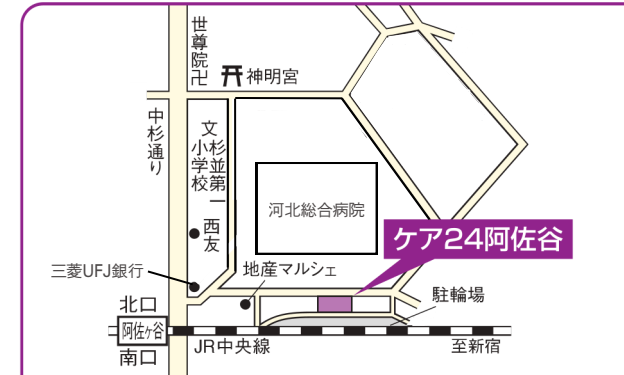 世尊院
卍
神明宮
中杉通り
文
杉並第一
小学校
西友
河北総合病院
ケア24阿佐谷
三菱UFJ銀行
地産マルシェ
駐輪場
北口
阿佐ヶ谷
南口
JR中央線
至新宿